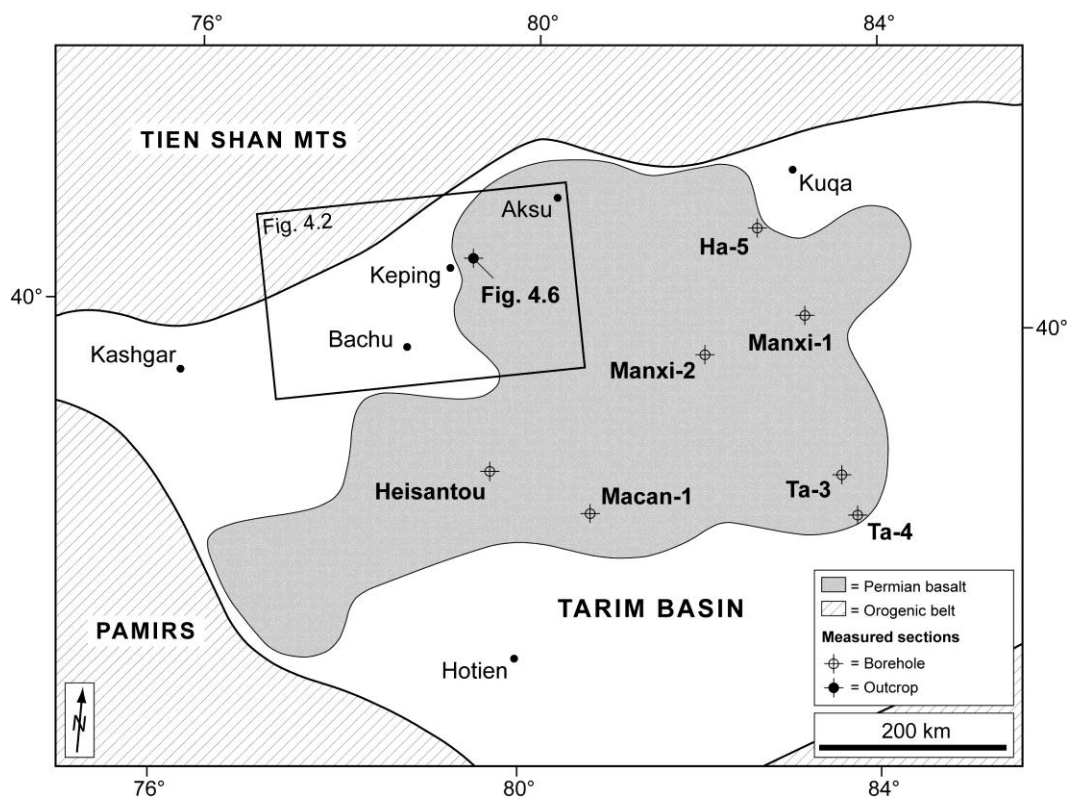 76°
80°
84°
TIEN SHAN MTS
Kuqa
Aksu
Fig. 4.2
Ha-5
Keping
Fig. 4.6
40°
40°
Bachu
Manxi-1
Kashgar
Manxi-2
Heisantou
Macan-1
Ta-3
Ta-4
= Permian basalt
= Orogenic belt
Measured sections
= Borehole
= Outcrop
200 km
TARIM BASIN
PAMIRS
Hotien
N
76°
80°
84°